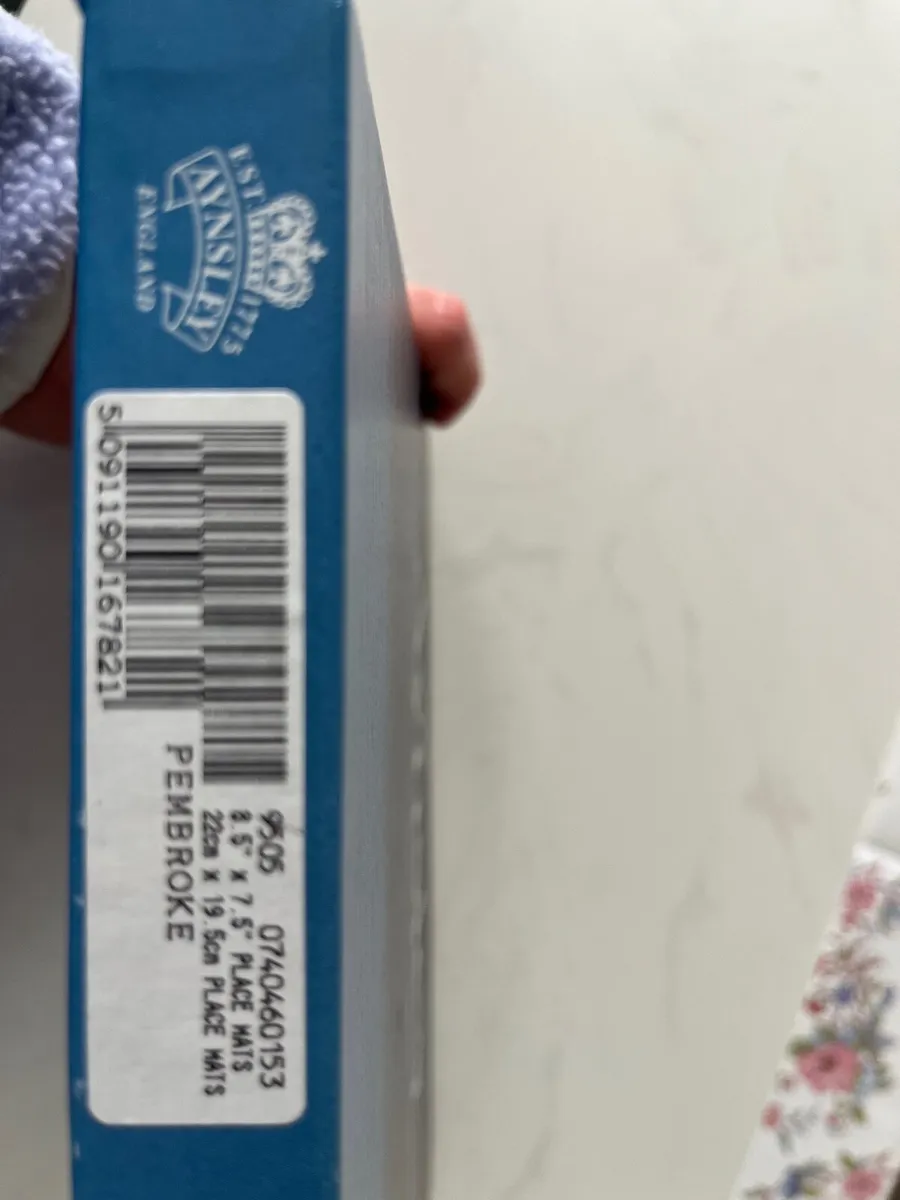 EST. 1775
AYNSLEY
ENGLAND
9505 0740460153
8.5" x 7.5" PLACE MATS
22cm x 19.5cm PLACE MATS
PEMBROKE
5 091190 167821